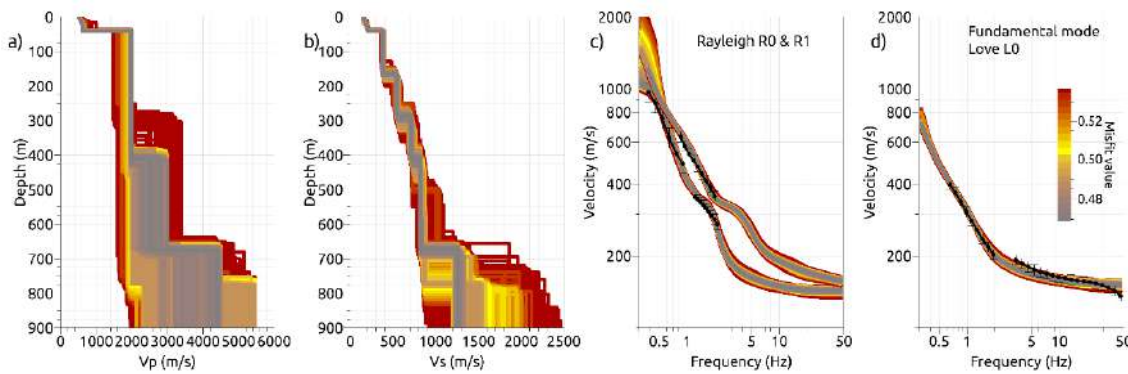 a)
Depth (m)
0
100
200
300
400
500
600
700
800
900
0 1000 2000 3000 4000 5000 6000
Vp (m/s)
b)
Depth (m)
0
100
200
300
400
500
600
700
800
900
0 500 1000 1500 2000 2500
Vs (m/s)
c)
Rayleigh R0 & R1
Velocity (m/s)
2000
1000
800
600
400
200
0.5 1 5 10 50
Frequency (Hz)
d)
Fundamental mode
Love L0
Velocity (m/s)
2000
1000
800
600
400
200
0.5 1 5 10 50
Frequency (Hz)
0.52
0.50
0.48
Misfit value